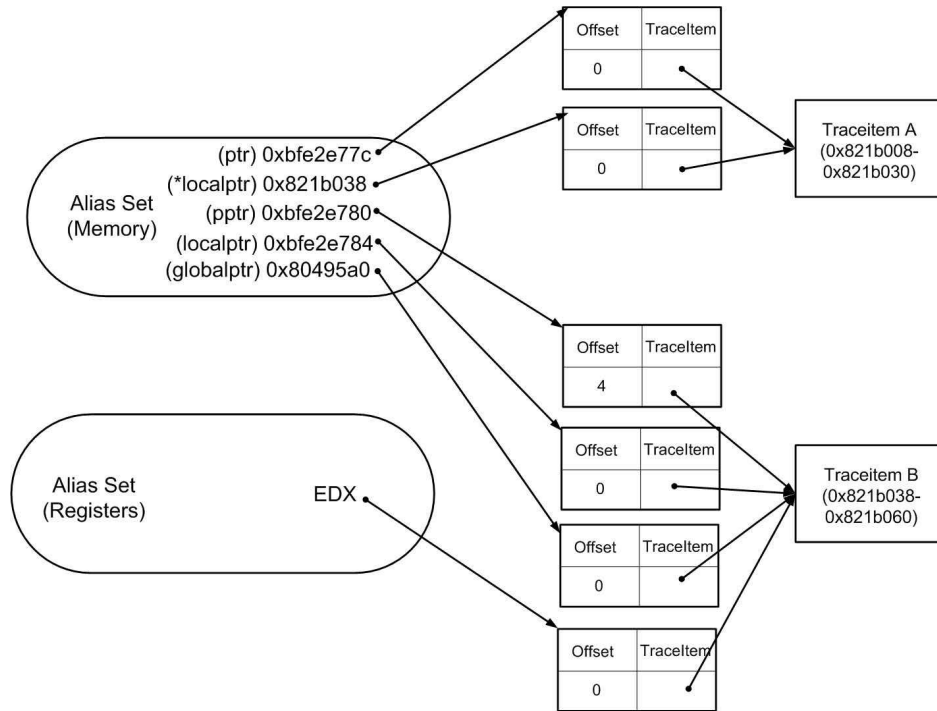 Offset TraceItem
0
Offset TraceItem
0
Traceitem A
(0x821b008-
0x821b030)
Alias Set
(Memory)
(ptr) 0xbfe2e77c
(*localptr) 0x821b038
(pptr) 0xbfe2e780
(localptr) 0xbfe2e784
(globalptr) 0x80495a0
Offset TraceItem
4
Offset TraceItem
0
Offset TraceItem
0
Offset TraceItem
0
Traceitem B
(0x821b038-
0x821b060)
Alias Set
(Registers)
EDX